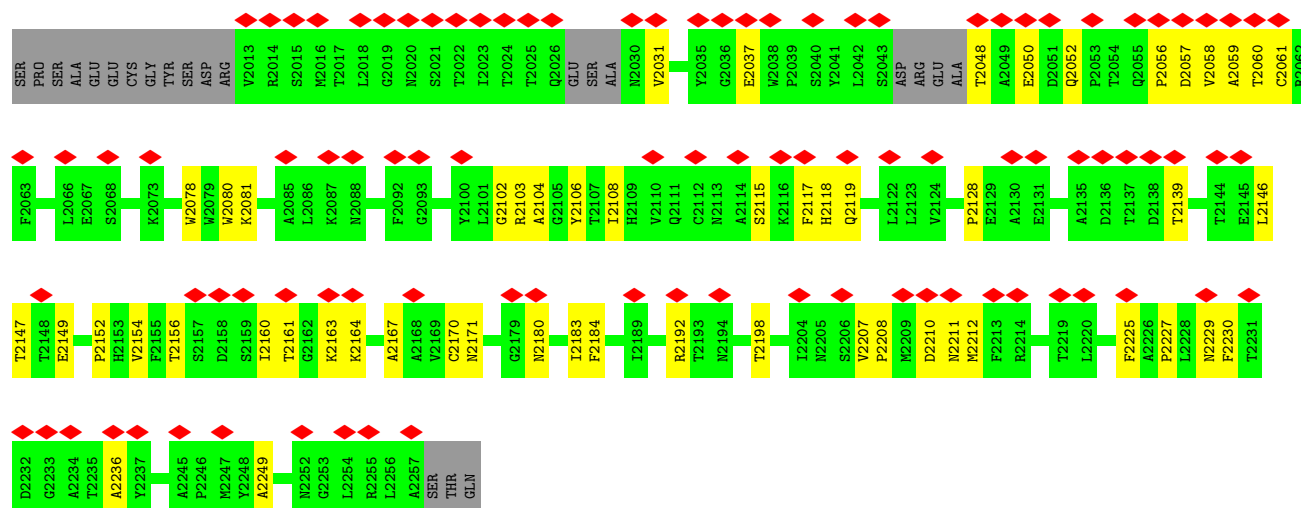 SER PRO SER ALA GLU GLU CYS GLY TYR SER ASP ARG V2013 R2014 S2015 M2016 T2017 L2018 G2019 N2020 S2021 T2022 I2023 T2024 T2025 Q2026 GLU SER ALA N2030 V2031 Y2035 G2036 E2037 W2038 P2039 S2040 Y2041 L2042 S2043 ASP ARG GLU ALA T2048 A2049 E2050 D2051 Q2052 P2053 T2054 Q2055 P2056 D2057 V2058 A2059 T2060 C2061 R2062
F2063 L2066 E2067 S2068 K2073 W2078 W2079 W2080 K2081 A2085 L2086 K2087 N2088 F2092 G2093 Y2100 L2101 G2102 R2103 A2104 G2105 Y2106 T2107 I2108 H2109 V2110 Q2111 C2112 N2113 A2114 S2115 K2116 F2117 H2118 Q2119 L2122 L2123 V2124 P2128 E2129 A2130 E2131 A2135 D2136 T2137 D2138 T2139 T2144 E2145 L2146
T2147 T2148 E2149 P2152 H2153 V2154 F2155 T2156 S2157 D2158 S2159 I2160 T2161 G2162 K2163 K2164 A2167 A2168 V2169 C2170 N2171 G2179 N2180 I2183 F2184 I2189 R2192 T2193 N2194 T2198 I2204 N2205 S2206 V2207 P2208 M2209 D2210 N2211 M2212 F2213 R2214 T2219 L2220 F2225 A2226 P2227 L2228 N2229 F2230 T2231
D2232 G2233 A2234 T2235 A2236 Y2237 A2245 P2246 M2247 Y2248 A2249 N2252 G2253 L2254 R2255 L2256 A2257 SER THR GLN